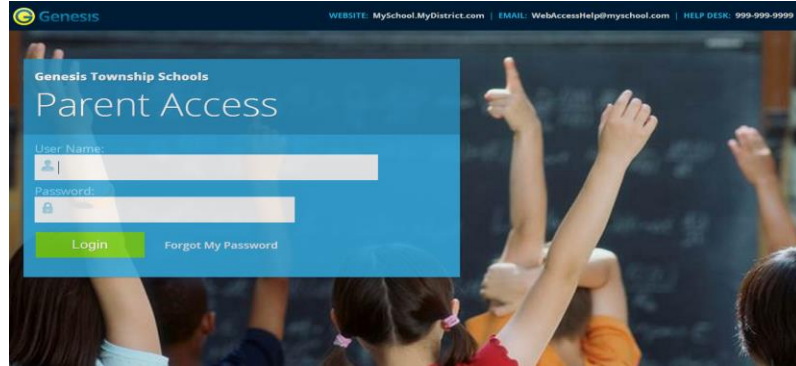 Genesis
WEBSITE: MySchool.MyDistrict.com | EMAIL: WebAccessHelp@myschool.com | HELP DESK: 999-999-9999
Genesis Township Schools
Parent Access
User Name:
Password:
Login
Forgot My Password